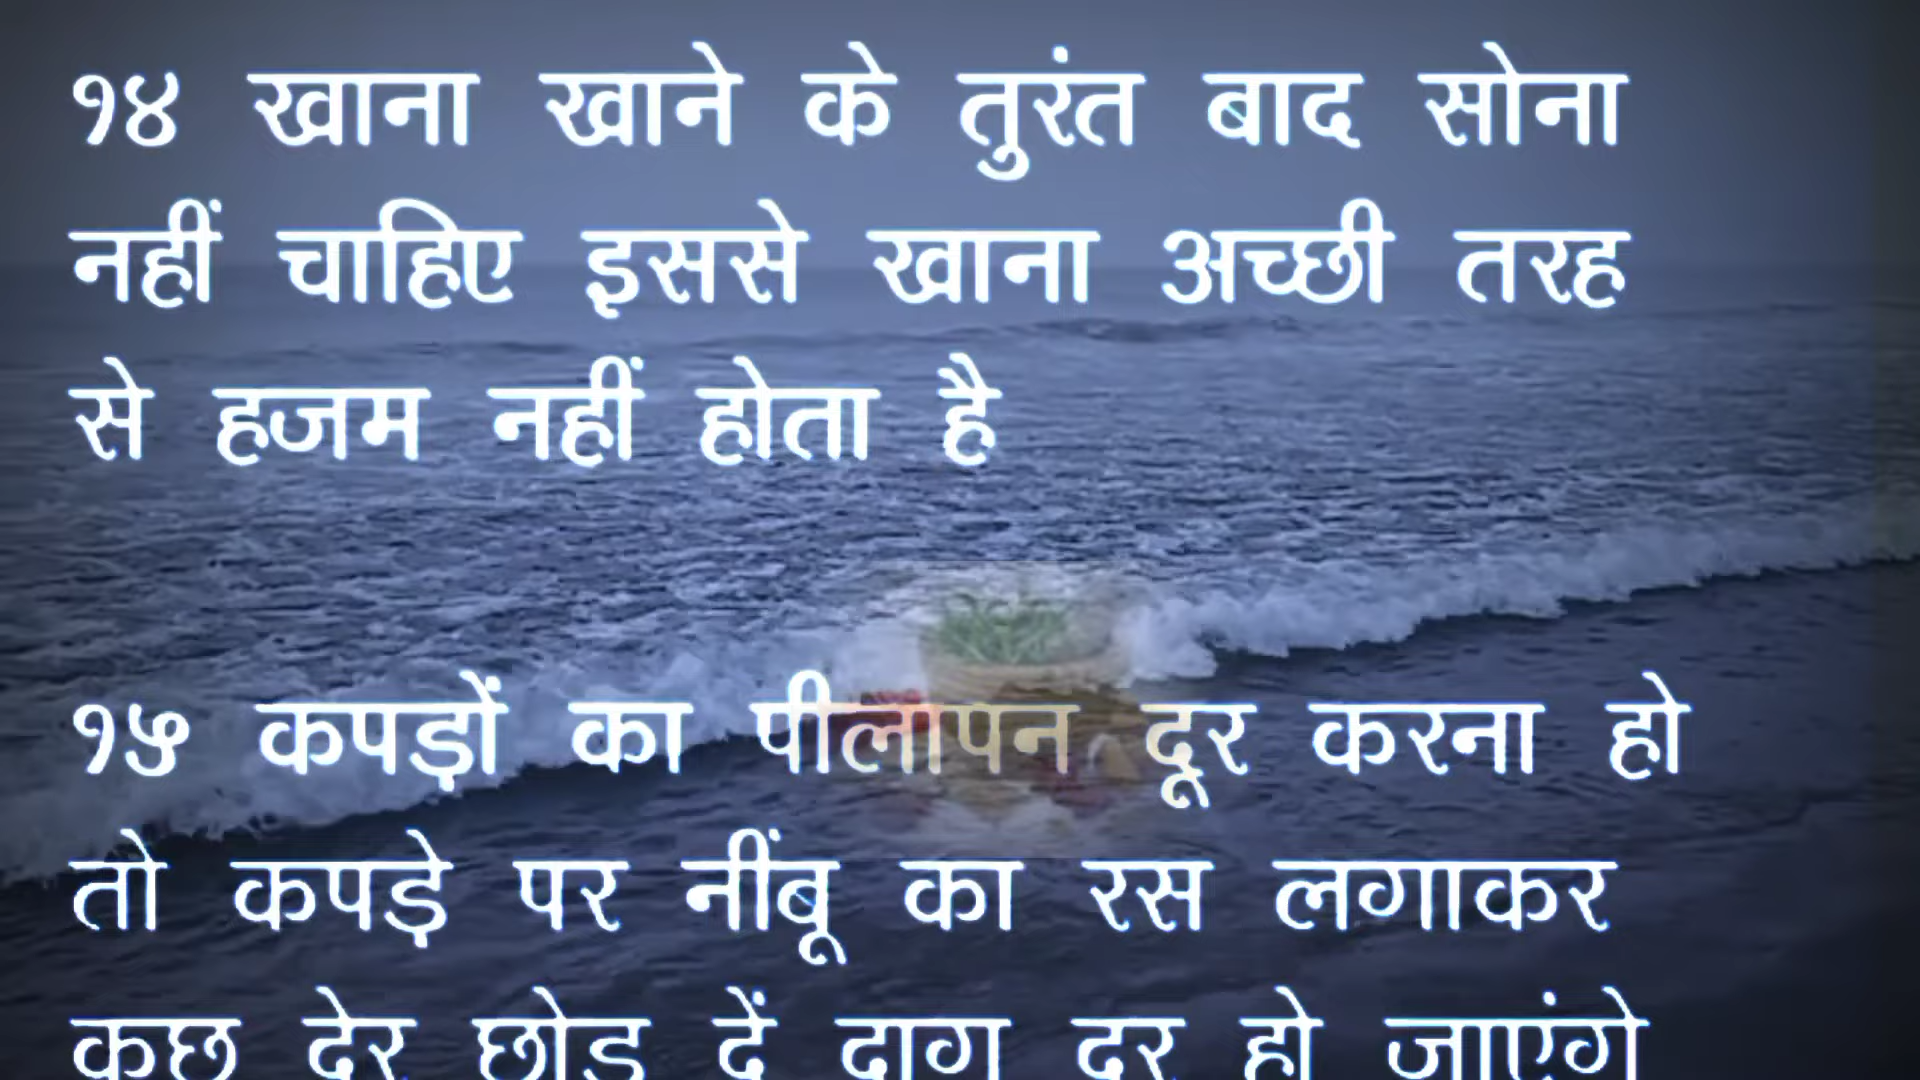 १४ खाना खाने के तुरंत बाद सोना
नहीं चाहिए इससे खाना अच्छी तरह
से हजम नहीं होता है
१५ कपड़ों का पीलापन दूर करना हो
तो कपड़े पर नींबू का रस लगाकर
कुछ देर छोड़ दें दाग दूर हो जाएंगे